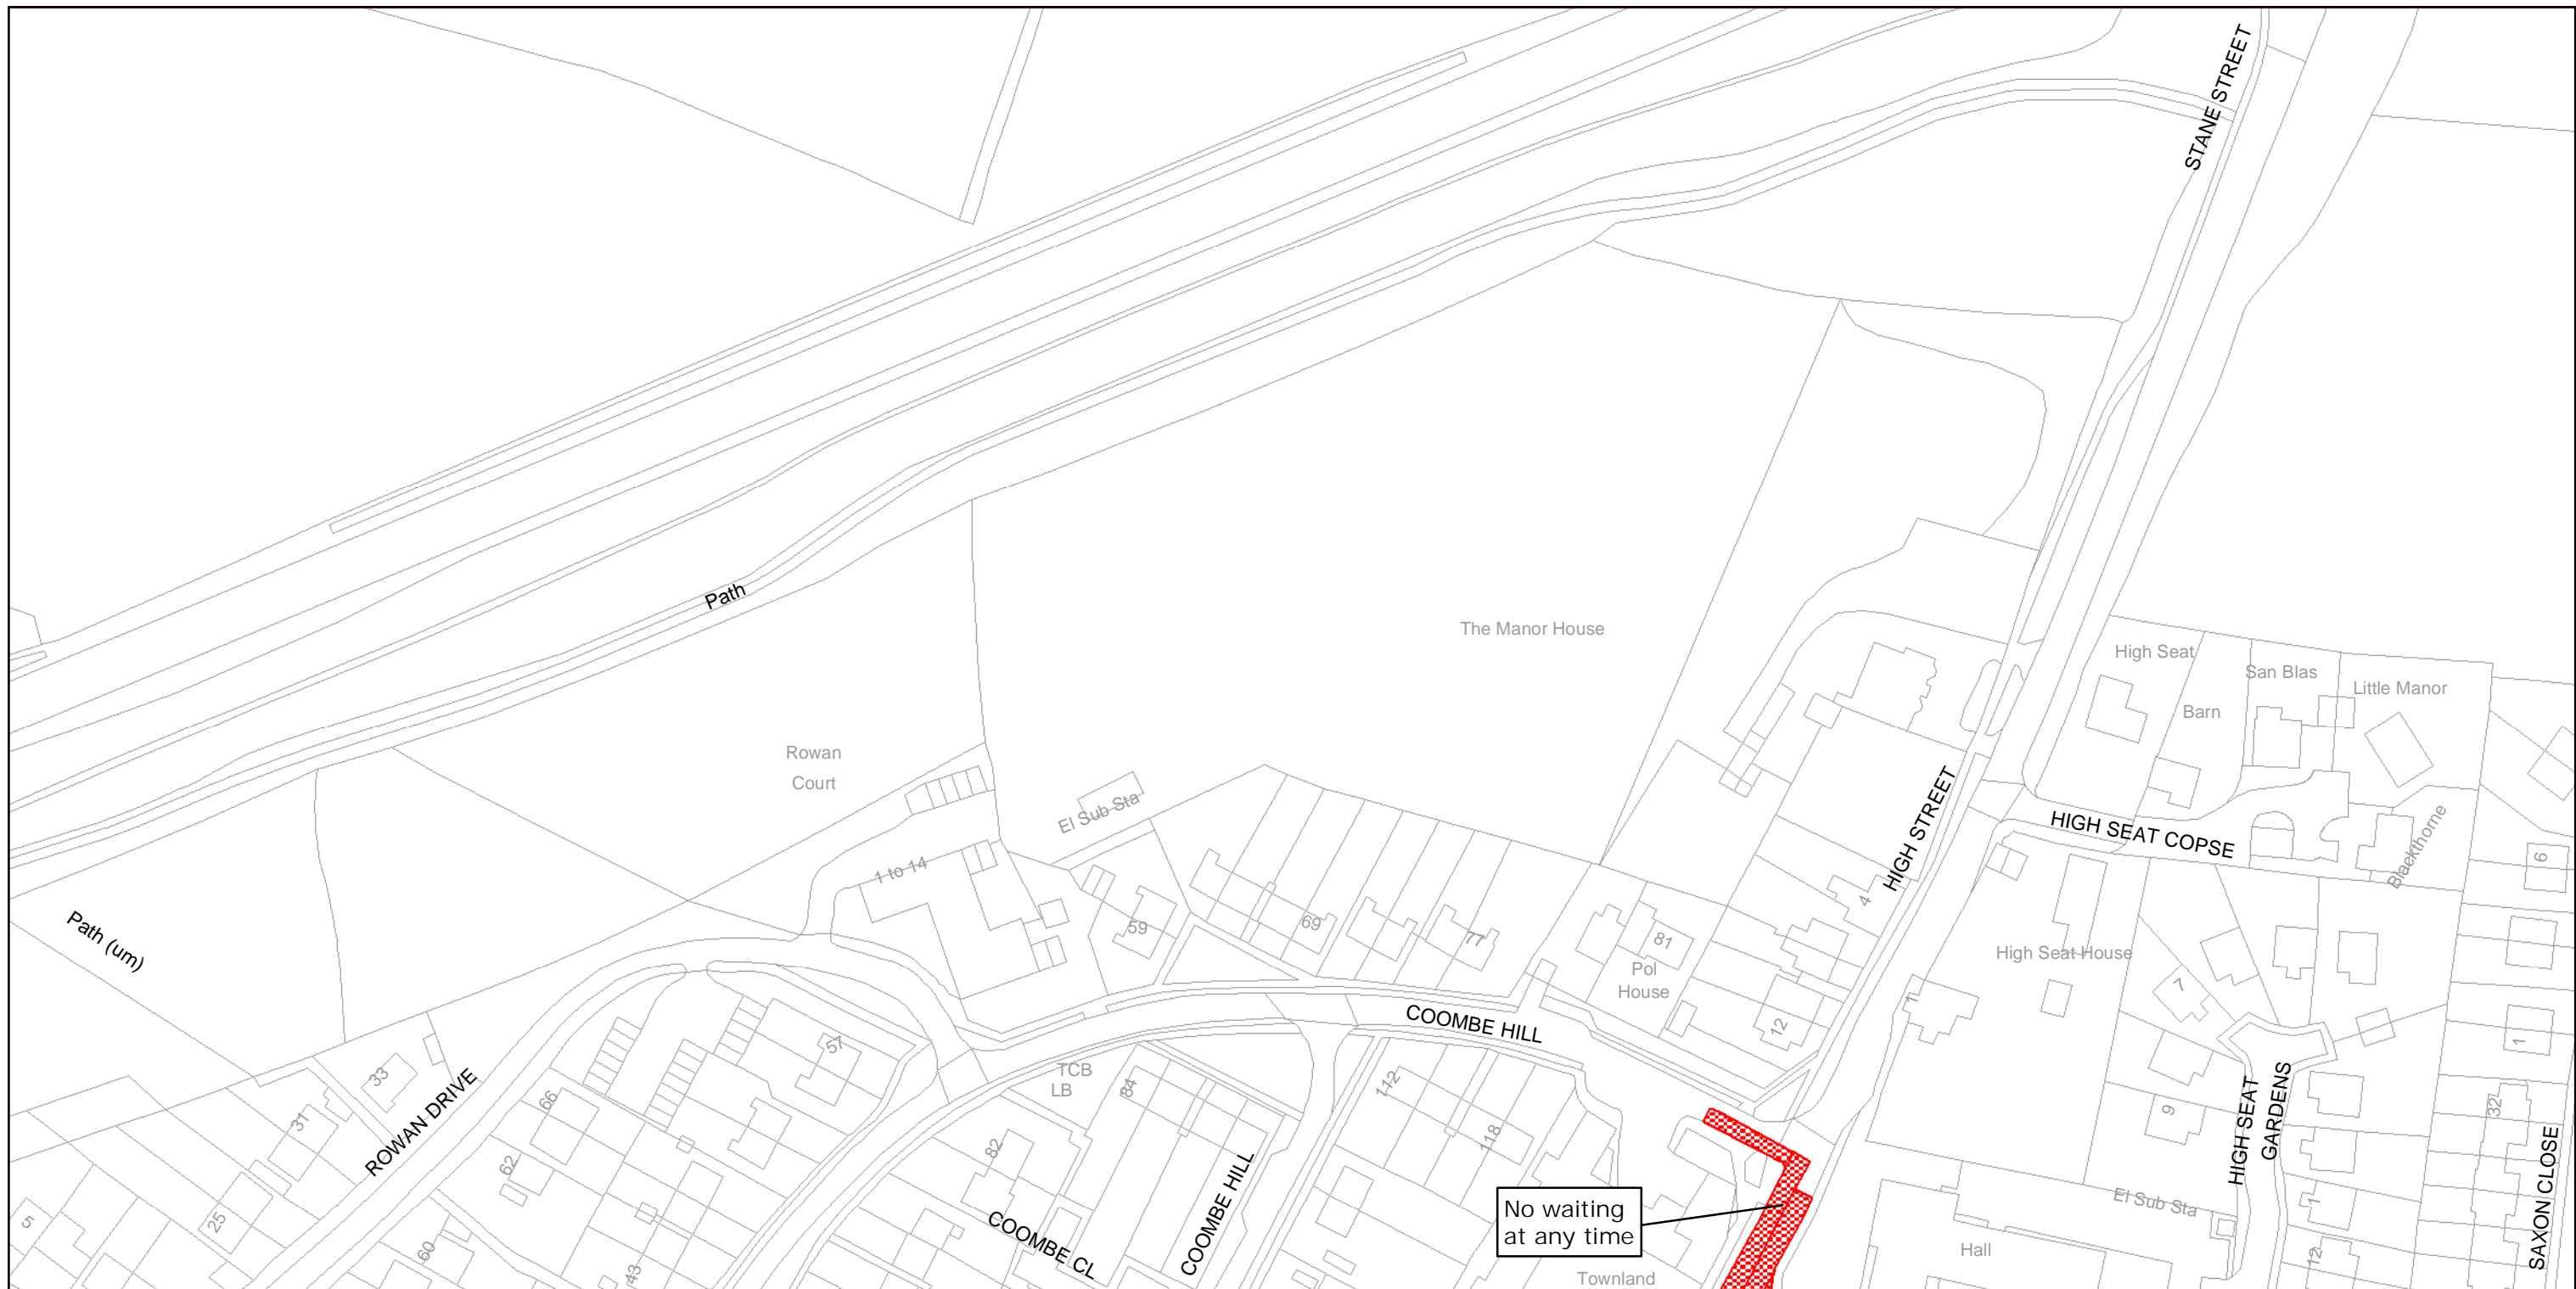 STANE STREET
Path
The Manor House
High Seat
Barn
San Blas
Little Manor
Rowan
Court
El Sub Sta
HIGH STREET
HIGH SEAT COPSE
Blackthorne
6
1 to 14
59
69
77
81
4
Pol
House
12
High Seat House
1
7
1
Path (um)
COOMBE HILL
57
33
31
ROWAN DRIVE
66
62
TCB
LB
84
82
112
118
9
HIGH SEAT
GARDENS
32
SAXON CLOSE
5
25
60
43
COOMBE CL
COOMBE HILL
No waiting
at any time
Townland
Hall
El Sub Sta
1
12